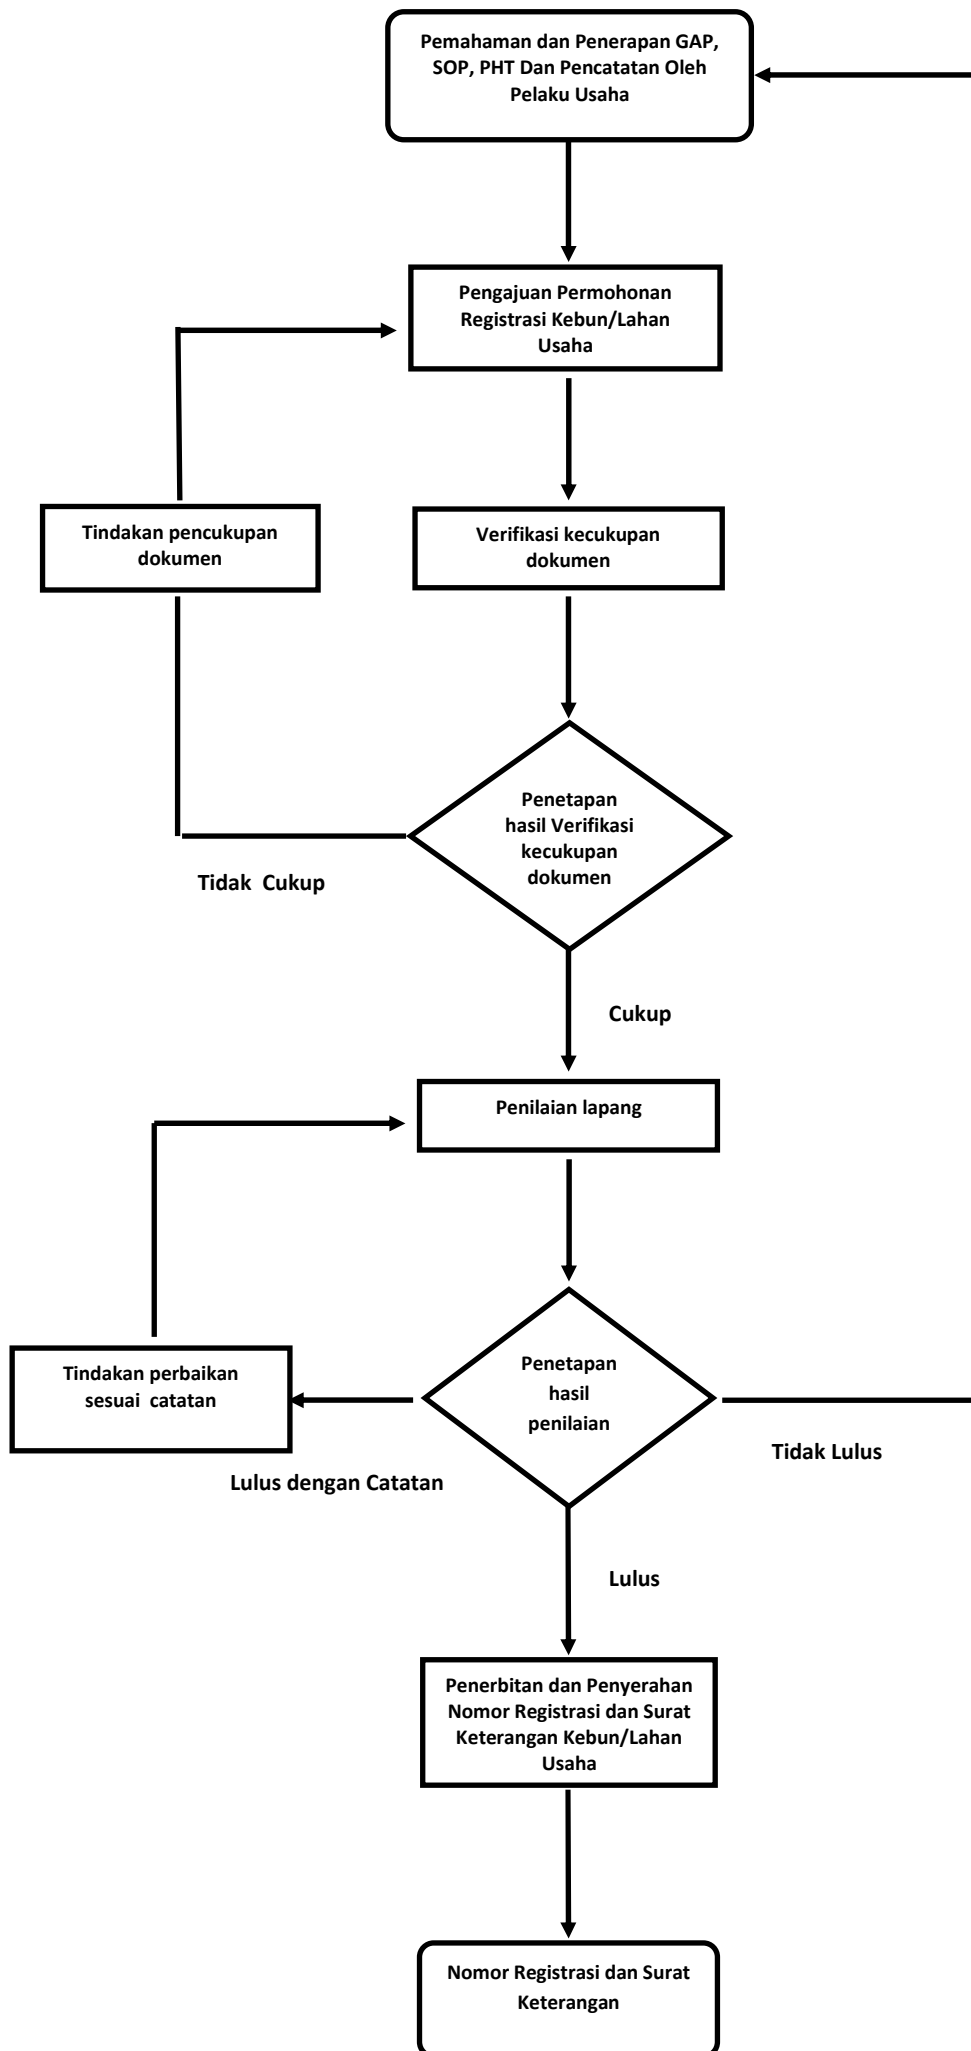 Pemahaman dan Penerapan GAP,
SOP, PHT Dan Pencatatan Oleh
Pelaku Usaha
Pengajuan Permohonan
Registrasi Kebun/Lahan
Usaha
Tindakan pencukupan
dokumen
Verifikasi kecukupan
dokumen
Penetapan
hasil Verifikasi
kecukupan
dokumen
Tidak  Cukup
Cukup
Penilaian lapang
Tindakan perbaikan
sesuai  catatan
Penetapan
hasil
penilaian
Tidak Lulus
Lulus dengan Catatan
Lulus
Penerbitan dan Penyerahan
Nomor Registrasi dan Surat
Keterangan Kebun/Lahan
Usaha
Nomor Registrasi dan Surat
Keterangan